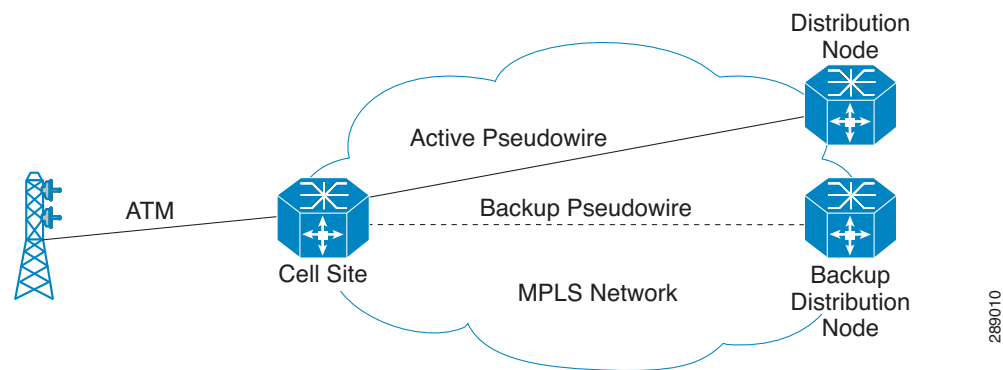 Distribution
Node
Active Pseudowire
ATM
Backup Pseudowire
Cell Site
MPLS Network
Backup
Distribution
Node
289010